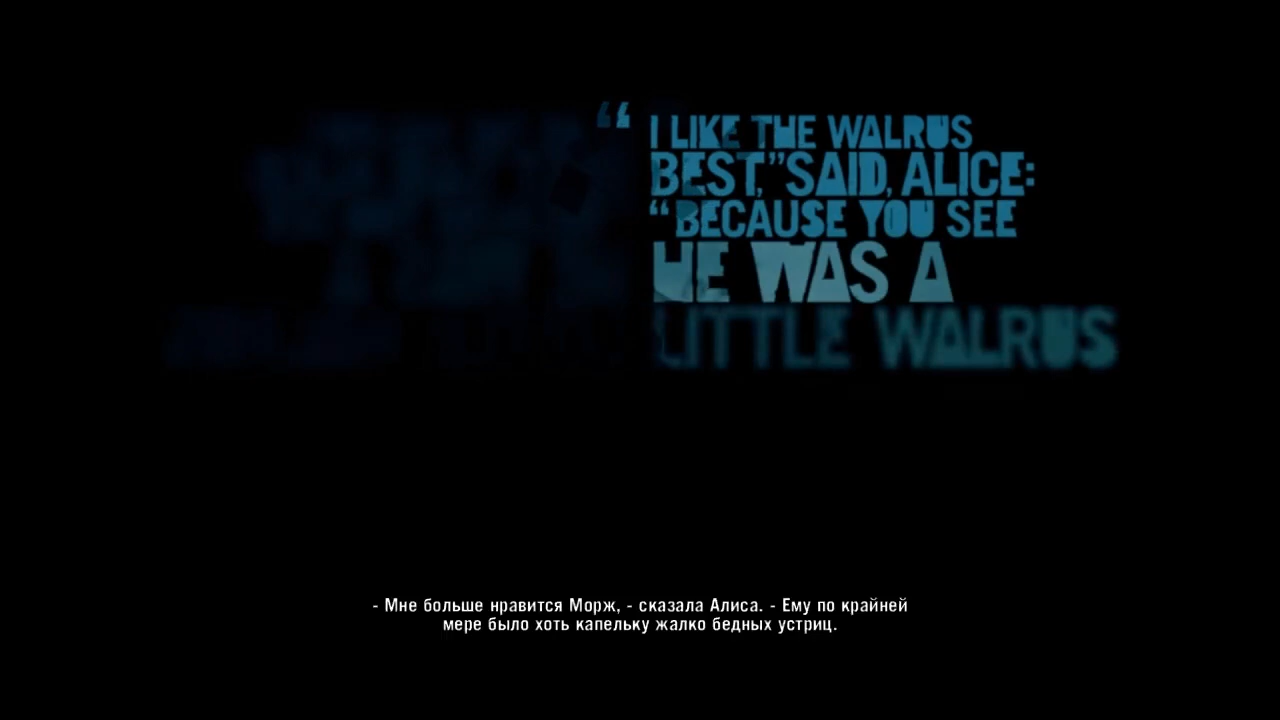 “ I LIKE THE WALRUS
BEST,” SAID, ALICE:
“BECAUSE YOU SEE
HE WAS A
LITTLE WALRUS
- Мне больше нравится Морж, - сказала Алиса. - Ему по крайней
мере было хоть капельку жалко бедных устриц.